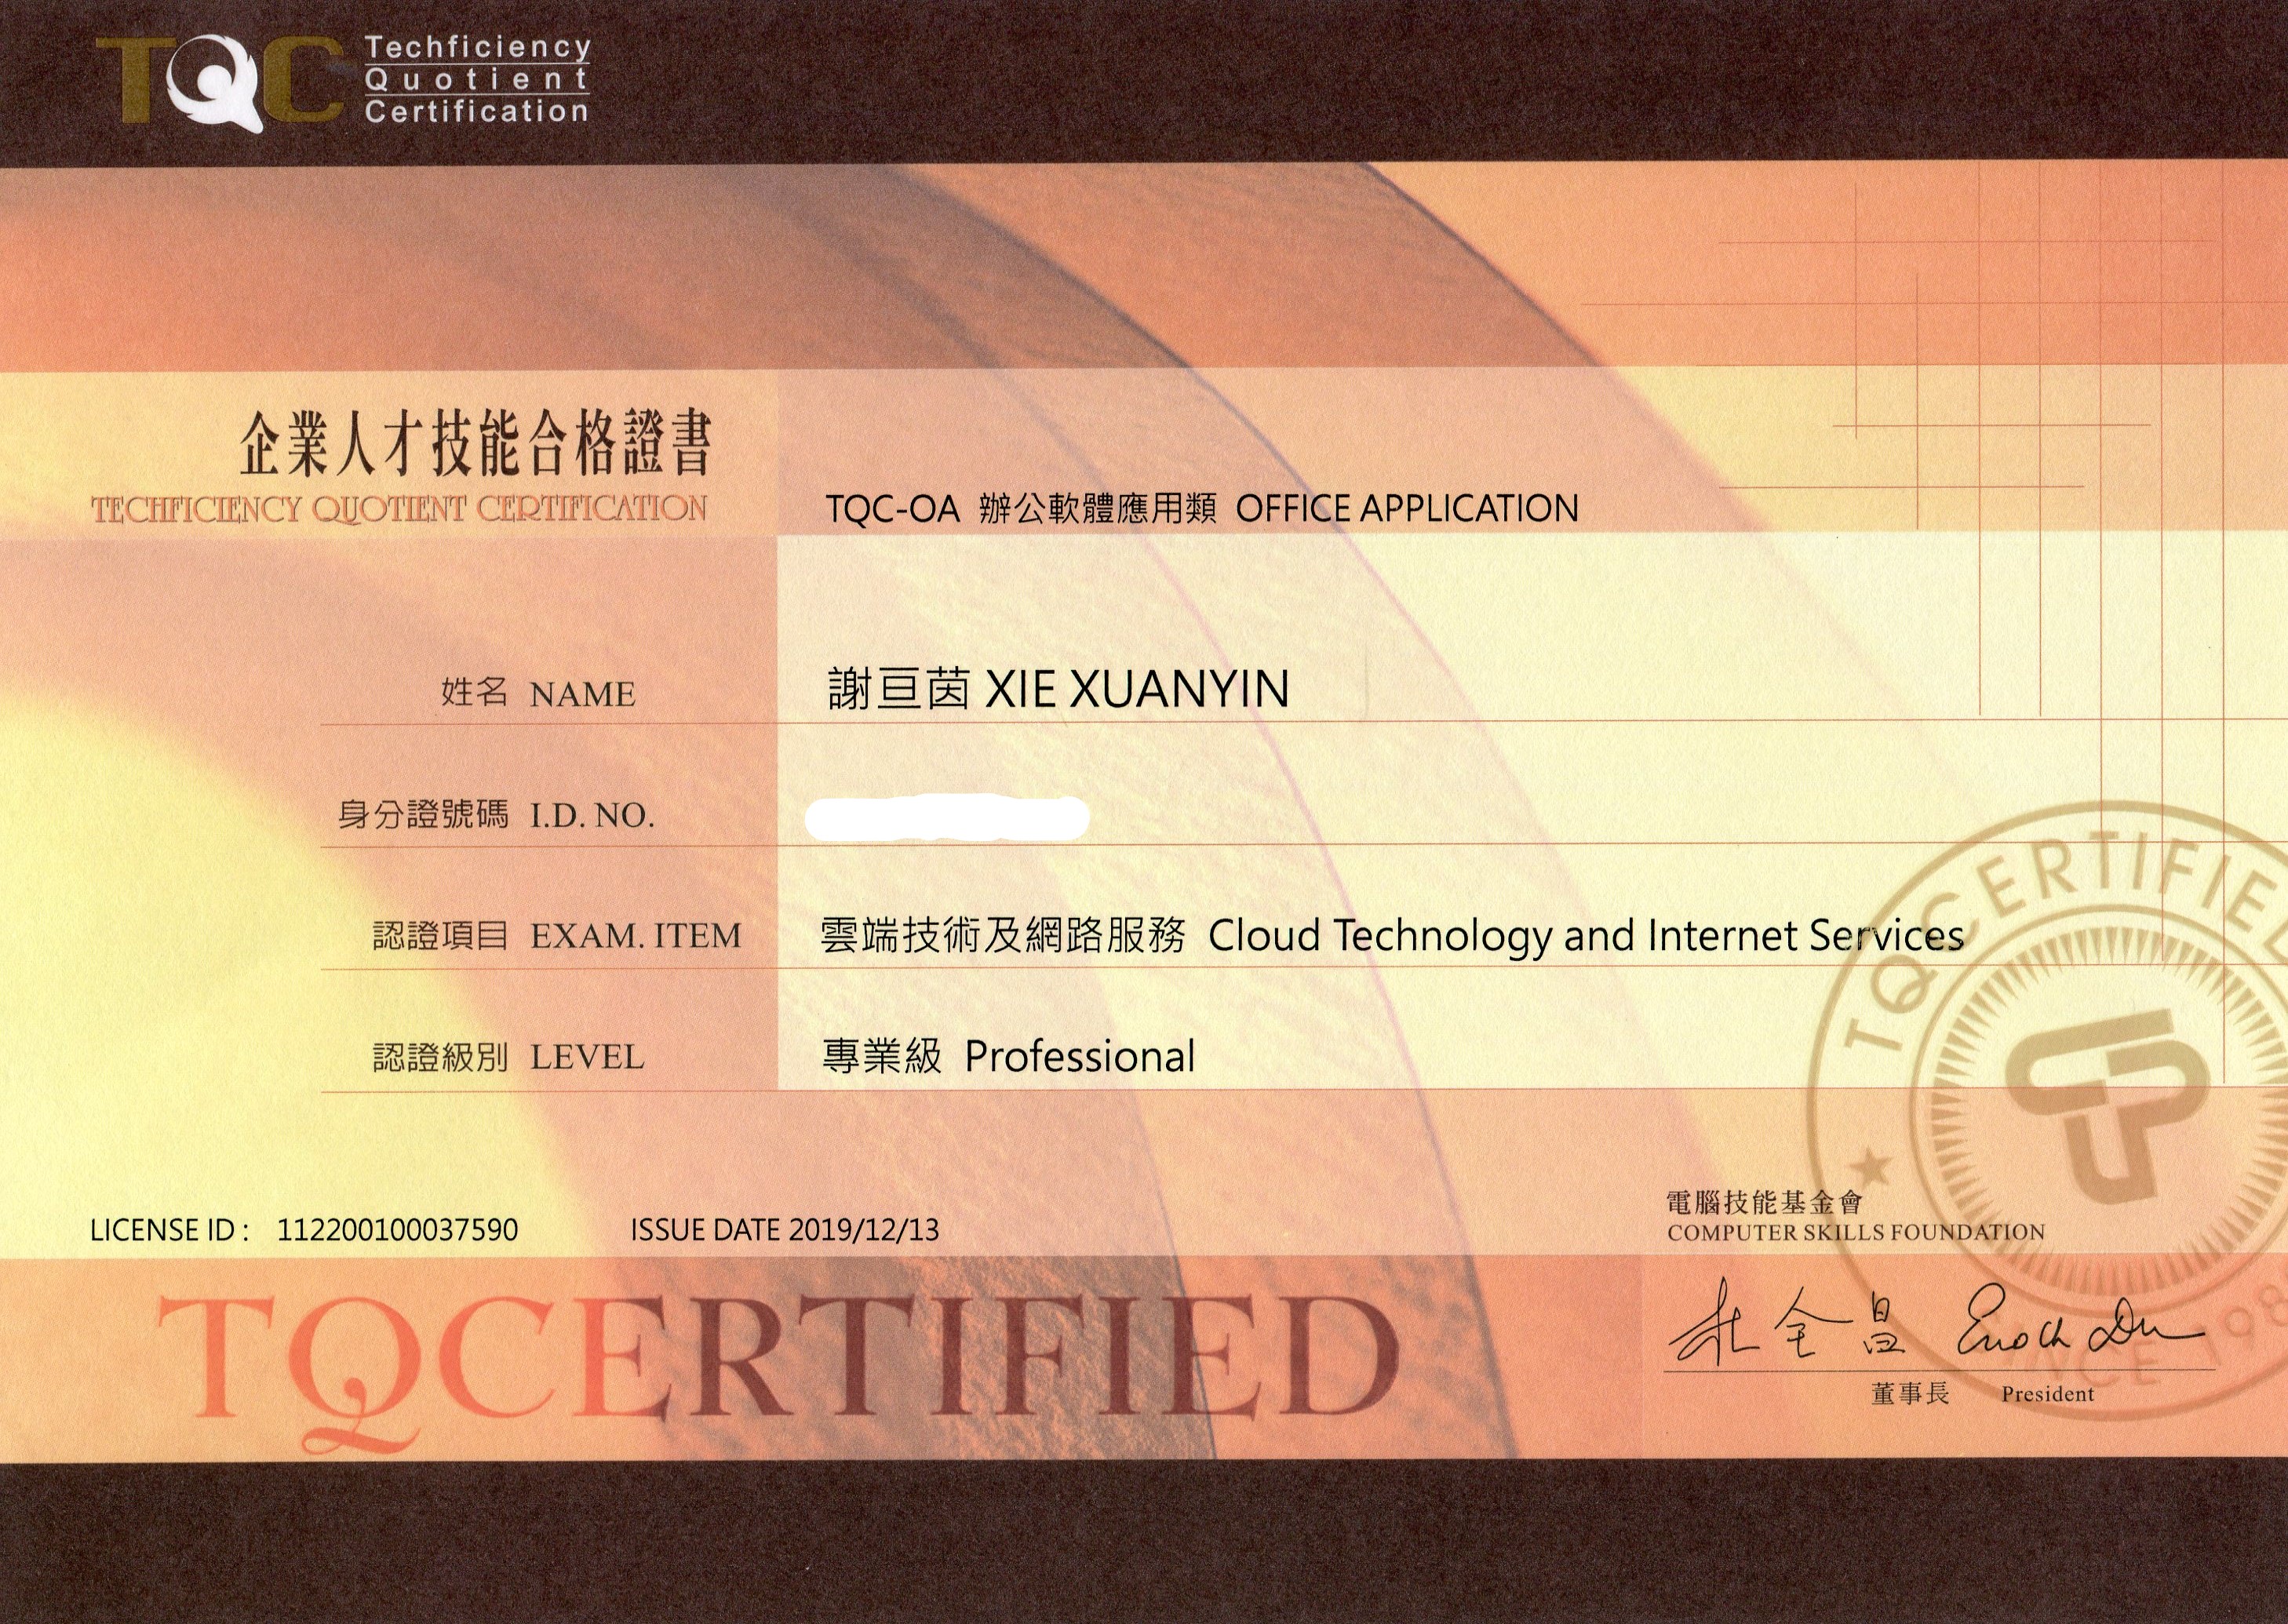 TQC
Techficiency
Quotient
Certification
企業人才技能合格證書
TECHFICIENCY QUOTIENT CERTIFICATION
TQC-OA 辦公軟體應用類 OFFICE APPLICATION
姓名 NAME 謝亘茵 XIE XUANYIN
身分證號碼 I.D. NO.
認證項目 EXAM. ITEM 雲端技術及網路服務 Cloud Technology and Internet Services
認證級別 LEVEL 專業級 Professional
TQCERTIFIE
LICENSE ID : 112200100037590 ISSUE DATE 2019/12/13
電腦技能基金會
COMPUTER SKILLS FOUNDATION
TQCERTIFIED
杜全昌 Enoch Du
董事長 President